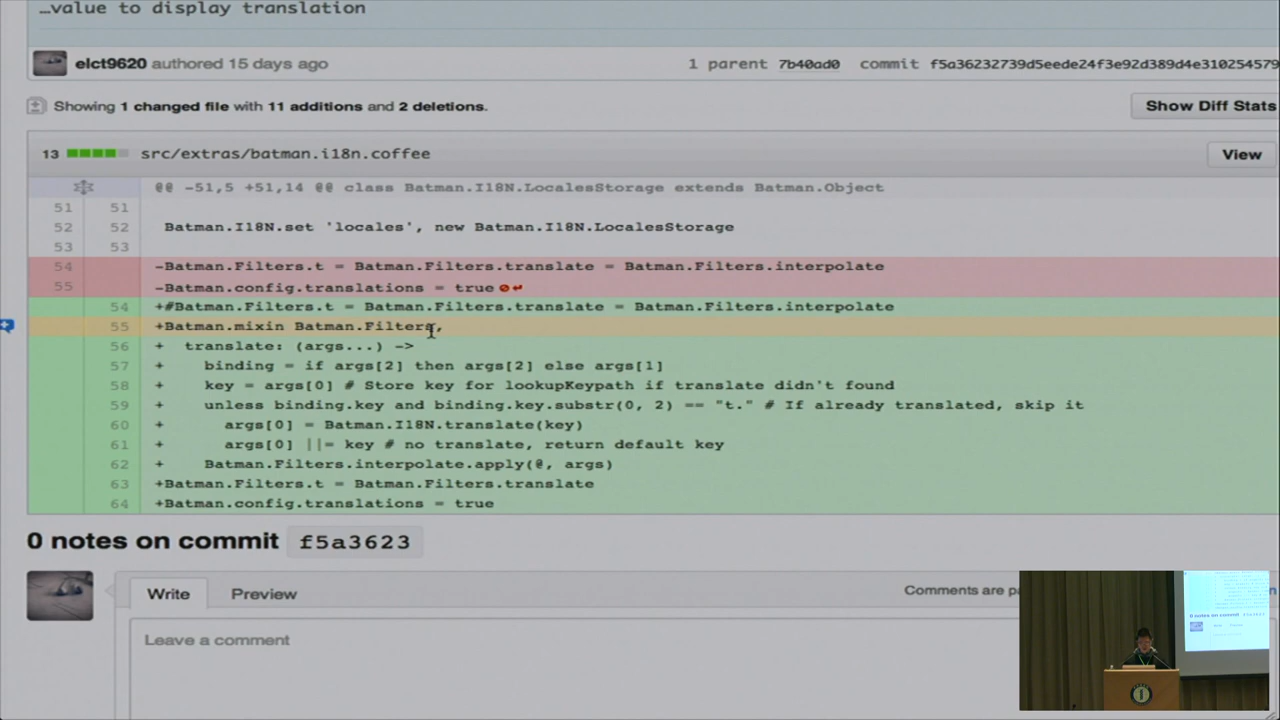 …value to display translation
elct9620 authored 15 days ago
1 parent 7b40ad0 commit f5a36232739d5eede24f3e92d389d4e310254579
Showing 1 changed file with 11 additions and 2 deletions.
Show Diff Stats
13 src/extras/batman.i18n.coffee
View
@@ -51,5 +51,14 @@ class Batman.I18N.LocalesStorage extends Batman.Object
51 51
52 52 Batman.I18N.set 'locales', new Batman.I18N.LocalesStorage
53 53
54 -Batman.Filters.t = Batman.Filters.translate = Batman.Filters.interpolate
55 -Batman.config.translations = true
54 +#Batman.Filters.t = Batman.Filters.translate = Batman.Filters.interpolate
55 +Batman.mixin Batman.Filters,
56 + translate: (args...) ->
57 + binding = if args[2] then args[2] else args[1]
58 + key = args[0] # Store key for lookupKeypath if translate didn't found
59 + unless binding.key and binding.key.substr(0, 2) == "t." # If already translated, skip it
60 + args[0] = Batman.I18N.translate(key)
61 + args[0] ||= key # no translate, return default key
62 + Batman.Filters.interpolate.apply(@, args)
63 +Batman.Filters.t = Batman.Filters.translate
64 +Batman.config.translations = true
0 notes on commit f5a3623
Write Preview
Comments are pa
Leave a comment
0 notes on commit